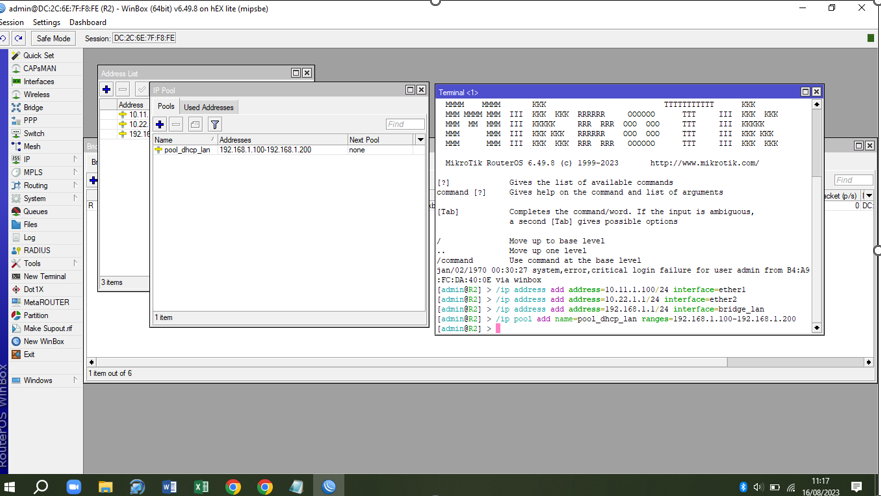 admin@DC:2C:6E:7F:F8:FE (R2) - WinBox (64bit) v6.49.8 on hEX lite (mipsbe)
Session Settings Dashboard
Safe Mode Session: DC:2C:6E:7F:F8:FE
Quick Set
CAPsMAN
Interfaces
Wireless
Bridge
PPP
Switch
Mesh
IP
MPLS
Routing
System
Queues
Files
Log
RADIUS
Tools
New Terminal
Dot1X
MetaROUTER
Partition
Make Supout.rif
New WinBox
Exit
Windows
RouterOS WinBox
Address List
Address
10.11.
10.22.
192.16
3 items
IP Pool
Pools Used Addresses
Find
Name Addresses Next Pool
pool_dhcp_lan 192.168.1.100-192.168.1.200 none
1 item
Terminal <1>
MMMM MMMM KKK TTTTTTTTTTT KKK
MMM MMMM MMM III KKK KKK RRRRRR OOOOOO TTT III KKK KKK
MMM MM MMM III KKKKK RRR RRR OOO OOO TTT III KKKKK
MMM MMM III KKK KKK RRRRRR OOO OOO TTT III KKK KKK
MMM MMM III KKK KKK RRR RRR OOOOOO TTT III KKK KKK
MikroTik RouterOS 6.49.8 (c) 1999-2023 http://www.mikrotik.com/
[?] Gives the list of available commands
command [?] Gives help on the command and list of arguments
[Tab] Completes the command/word. If the input is ambiguous,
a second [Tab] gives possible options
/ Move up to base level
.. Move up one level
/command Use command at the base level
jan/02/1970 00:30:27 system,error,critical login failure for user admin from B4:A9
:FC:DA:40:0E via winbox
[admin@R2] > /ip address add address=10.11.1.100/24 interface=ether1
[admin@R2] > /ip address add address=10.22.1.1/24 interface=ether2
[admin@R2] > /ip address add address=192.168.1.1/24 interface=bridge_lan
[admin@R2] > /ip pool add name=pool_dhcp_lan ranges=192.168.1.100-192.168.1.200
[admin@R2] >
Find
acket (p/s)
R
0 DC
1 item out of 6
11:17
16/08/2023